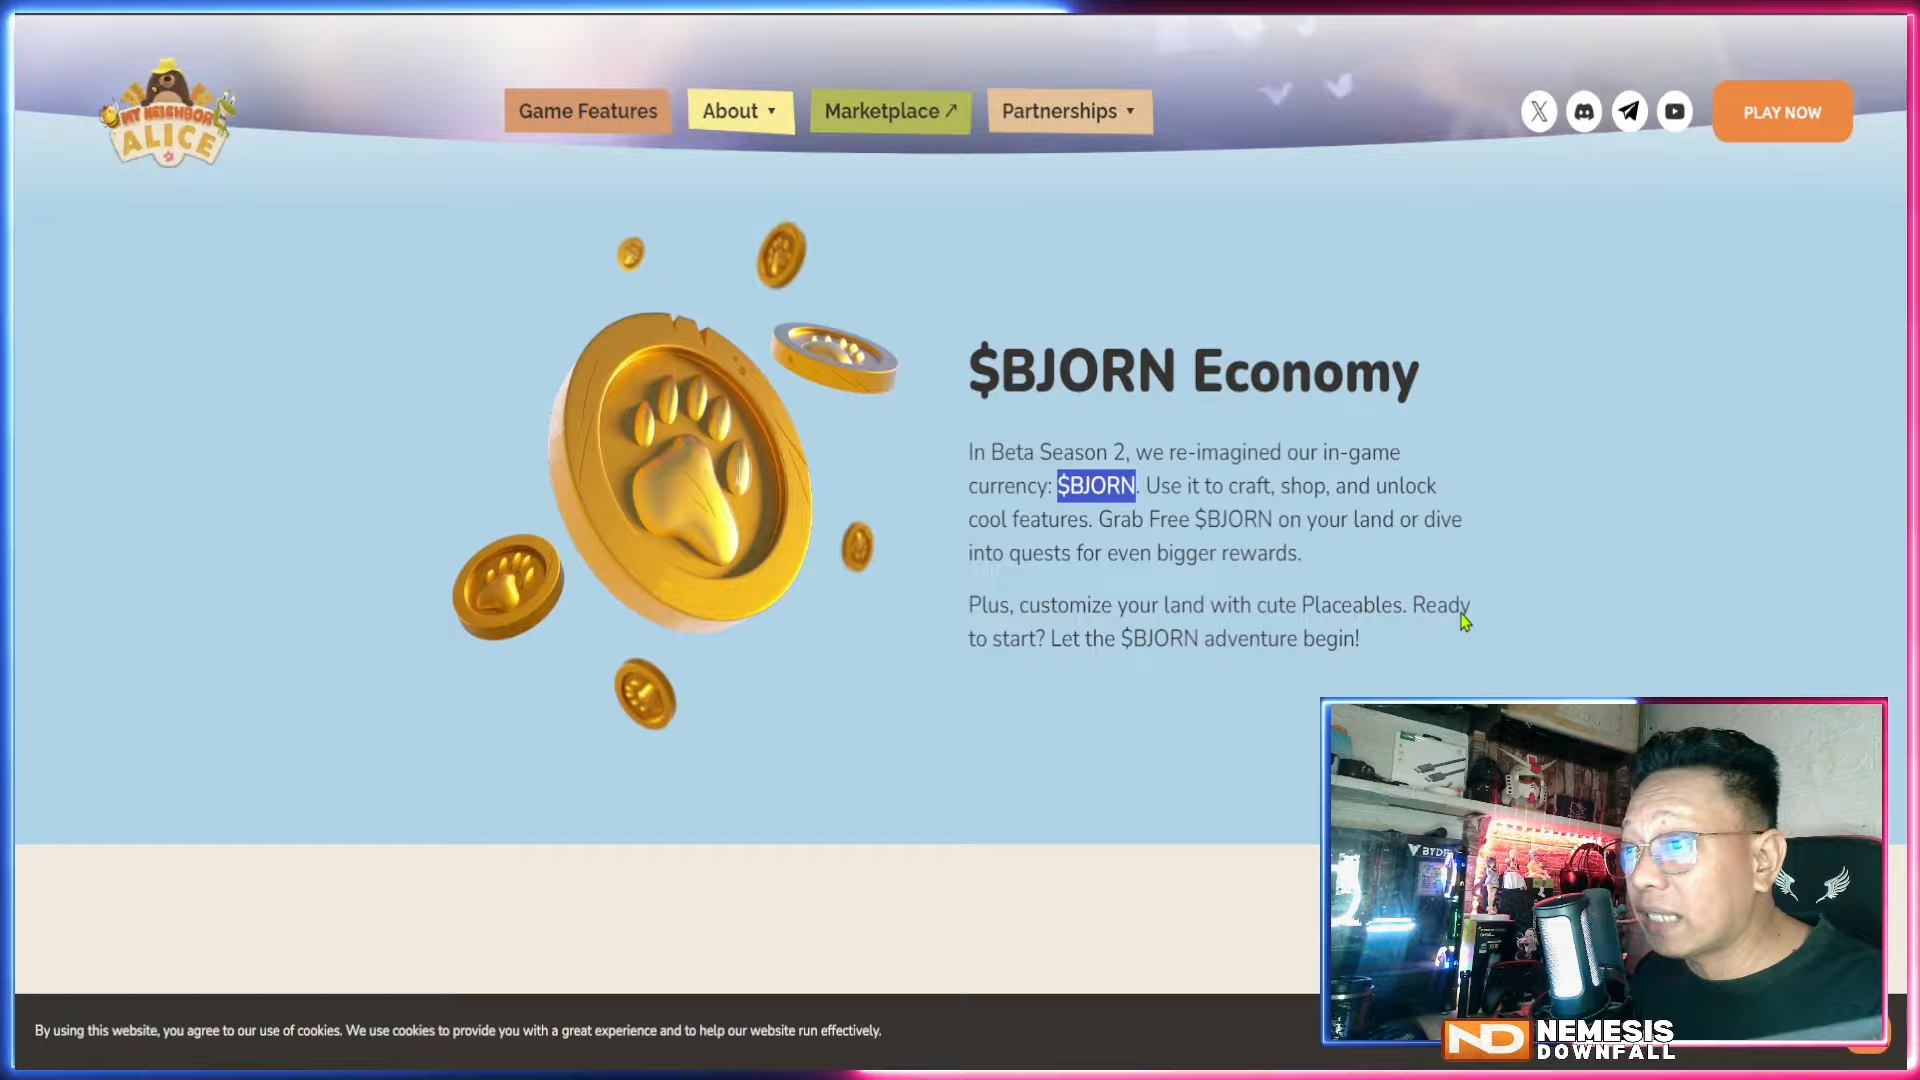 MY NEIGHBOR
ALICE
Game Features
About
Marketplace
Partnerships
PLAY NOW
$BJORN Economy
In Beta Season 2, we re-imagined our in-game
currency: $BJORN. Use it to craft, shop, and unlock
cool features. Grab Free $BJORN on your land or dive
into quests for even bigger rewards.
Plus, customize your land with cute Placeables. Ready
to start? Let the $BJORN adventure begin!
By using this website, you agree to our use of cookies. We use cookies to provide you with a great experience and to help our website run effectively.
ND NEMESIS
DOWNFALL